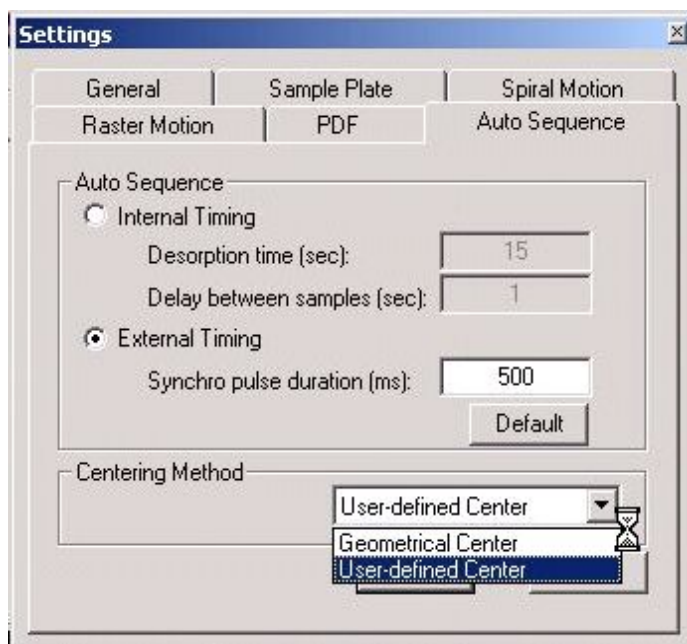 Settings
General Sample Plate Spiral Motion
Raster Motion PDF Auto Sequence
Auto Sequence
Internal Timing
Desorption time (sec): 15
Delay between samples (sec): 1
External Timing
Synchro pulse duration (ms): 500
Default
Centering Method
User-defined Center
Geometrical Center
User-defined Center